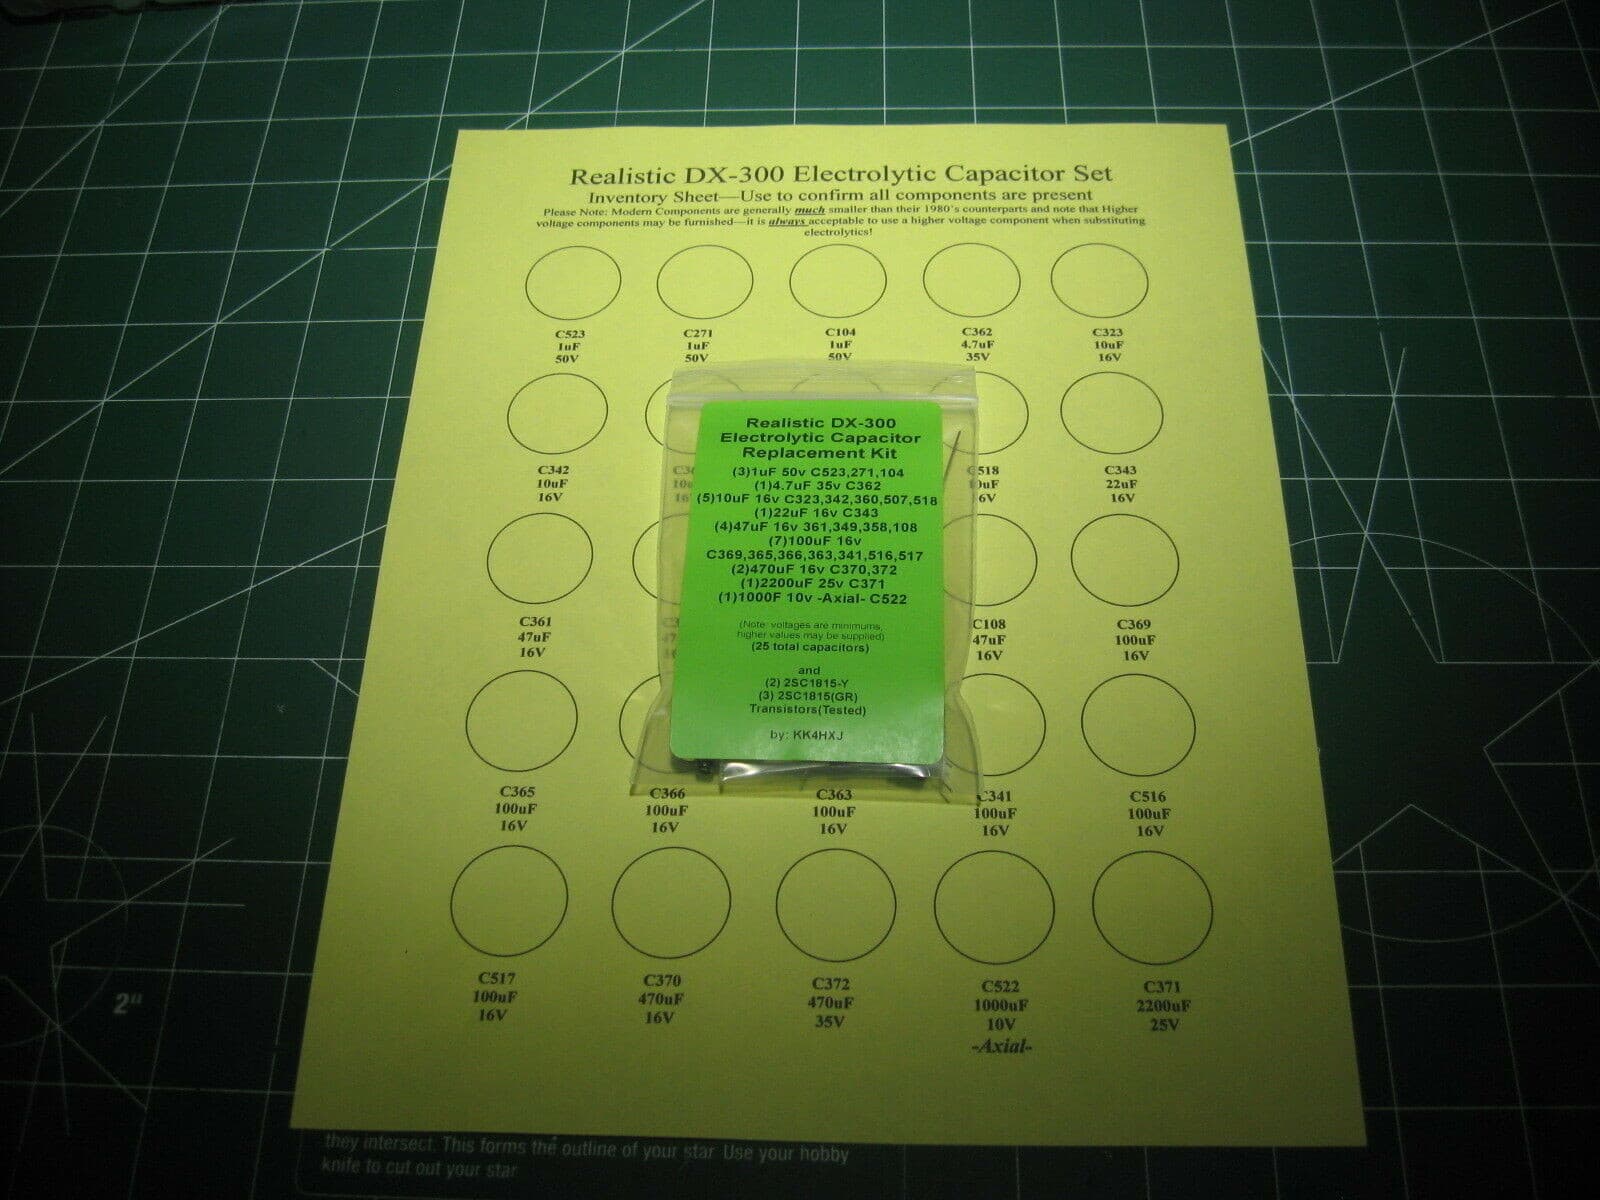 Realistic DX-300 Electrolytic Capacitor Set
Inventory Sheet—Use to confirm all components are present
Please Note: Modern Components are generally much smaller than their 1980's counterparts and note that Higher
voltage components may be furnished—it is always acceptable to use a higher voltage component when substituting
electrolytics!
C523 C271 C104 C362 C323
1uF 1uF 1uF 4.7uF 10uF
50V 50V 50V 35V 16V
Realistic DX-300
Electrolytic Capacitor
Replacement Kit
(3)1uF 50v C523,271,104
(1)4.7uF 35v C362
(5)10uF 16v C323,342,360,507,518
(1)22uF 16v C343
(4)47uF 16v 361,349,358,108
(7)100uF 16v
C369,365,366,363,341,516,517
(2)470uF 16v C370,372
(1)2200uF 25v C371
(1)1000F 10v -Axial- C522
(Note: voltages are minimums,
higher values may be supplied)
(25 total capacitors)
and
(2) 2SC1815-Y
(3) 2SC1815(GR)
Transistors(Tested)
by: KK4HXJ
C342 C343
10uF 22uF
16V 16V
C361 C108 C369
47uF 47uF 100uF
16V 16V 16V
C365 C366 C363 C341 C516
100uF 100uF 100uF 100uF 100uF
16V 16V 16V 16V 16V
C517 C370 C372 C522 C371
100uF 470uF 470uF 1000uF 2200uF
16V 16V 35V 10V 25V
-Axial-
2"
they intersect. This forms the outline of your star. Use your hobby
knife to cut out your star